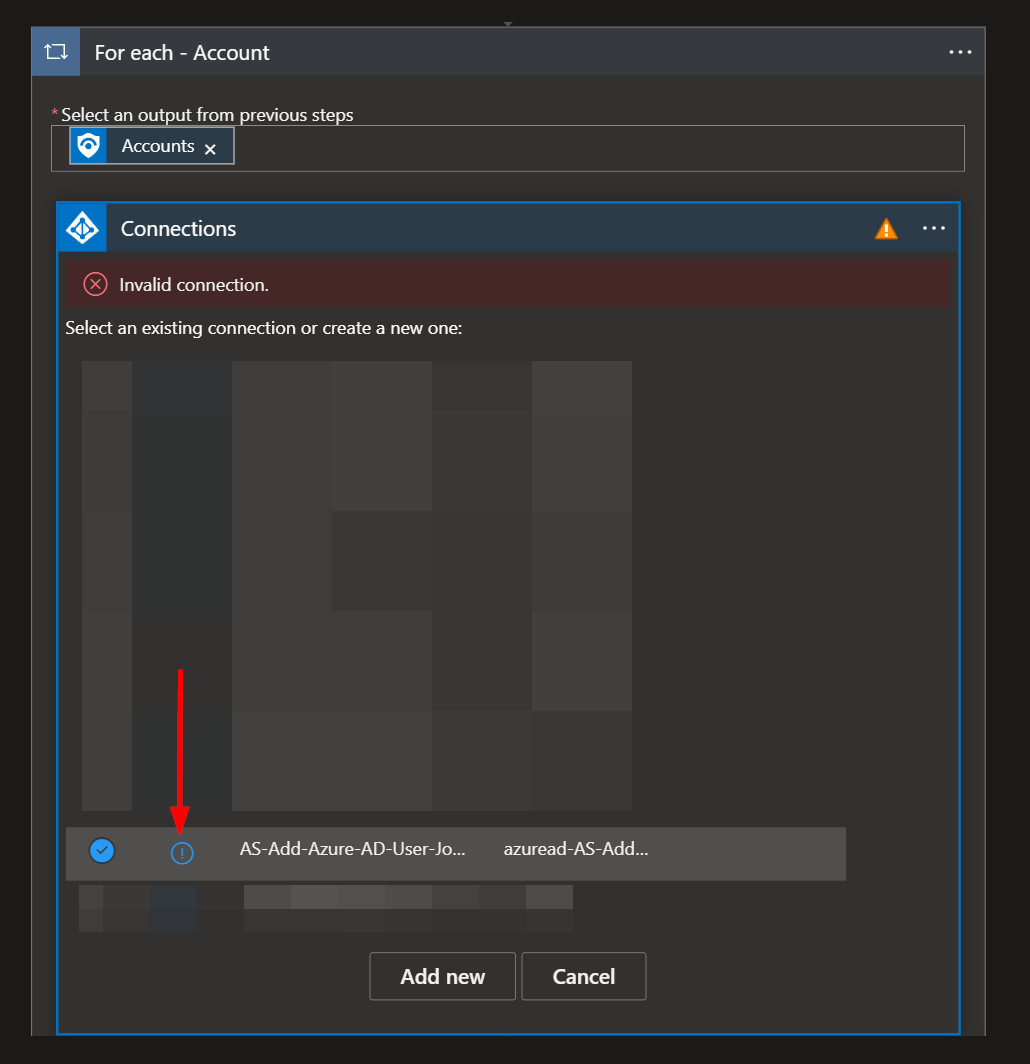 For each - Account
* Select an output from previous steps
Accounts ×
Connections
Invalid connection.
Select an existing connection or create a new one:
AS-Add-Azure-AD-User-Jo... azuread-AS-Add...
Add new Cancel